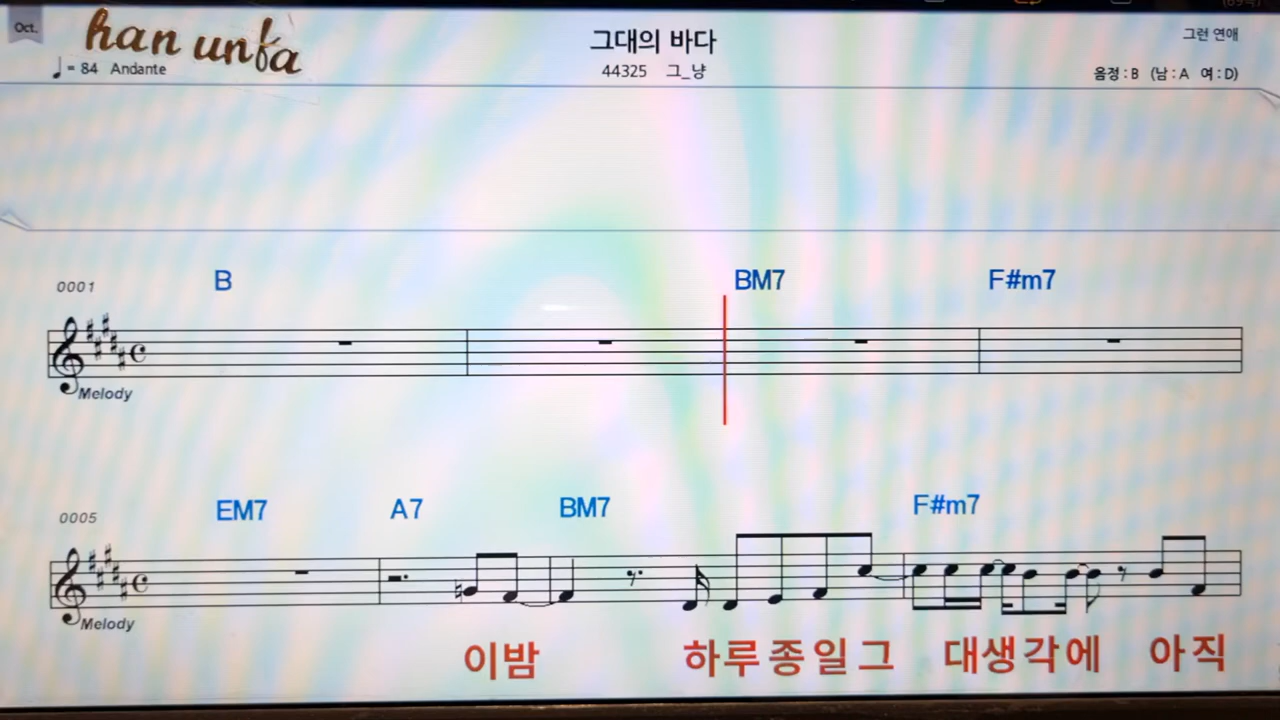 Oct.
han unfa
♩= 84 Andante
그대의 바다
44325 그_냥
그런 연애
음정 : B (남 : A 여 : D)
0001
B BM7 F#m7
Melody
0005
EM7 A7 BM7 F#m7
Melody
이밤 하루종일그 대생각에 아직